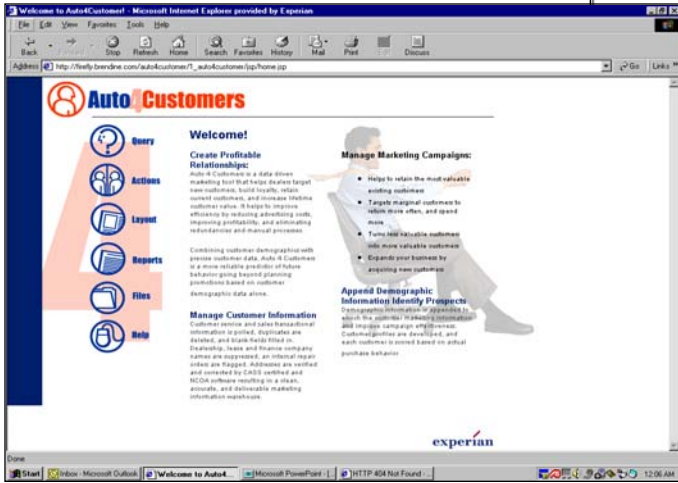 Welcome to Auto4Customer! - Microsoft Internet Explorer provided by Experian
File Edit View Favorites Tools Help
Back Stop Refresh Home Search Favorites History Mail Print Edit Discuss
Address http://firefly.brendine.com/auto4customer/1_auto4customer/jsp/home.jsp Go Links »
Auto4Customers
4
Query
Actions
Layout
Reports
Files
Help
Welcome!
Create Profitable
Relationships:
Auto 4 Customers is a data driven
marketing tool that helps dealers target
new customers, build loyalty, retain
current customers, and increase lifetime
customer value. It helps to improve
efficiency by reducing advertising costs,
improving profitability, and eliminating
redundancies and manual processes.
Combining customer demographics with
precise customer data, Auto 4 Customers
is a more reliable predictor of future
behavior going beyond planning
promotions based on customer
demographic data alone.
Manage Customer Information
Customer service and sales transactional
information is polled, duplicates are
deleted, and blank fields filled in.
Dealership, lease and finance company
names are suppressed, an internal repair
orders are flagged. Addresses are verified
and corrected by CASS certified and
NCOA software resulting in a clean,
accurate, and deliverable marketing
information warehouse.
Manage Marketing Campaigns:
Helps to retain the most valuable
existing customers
Targets marginal customers to
return more often, and spend
more
Turns less valuable customers
into more valuable customers
Expands your business by
acquiring new customers
Append Demographic
Information Identify Prospects
Demographic information is appended to
enrich the customer marketing information
and improve campaign effectiveness.
Customer profiles are developed, and
each customer is scored based on actual
purchase behavior
experian
Done
Start Inbox - Microsoft Outlook Welcome to Auto4... Microsoft PowerPoint - [... HTTP 404 Not Found - ... 12:06 AM